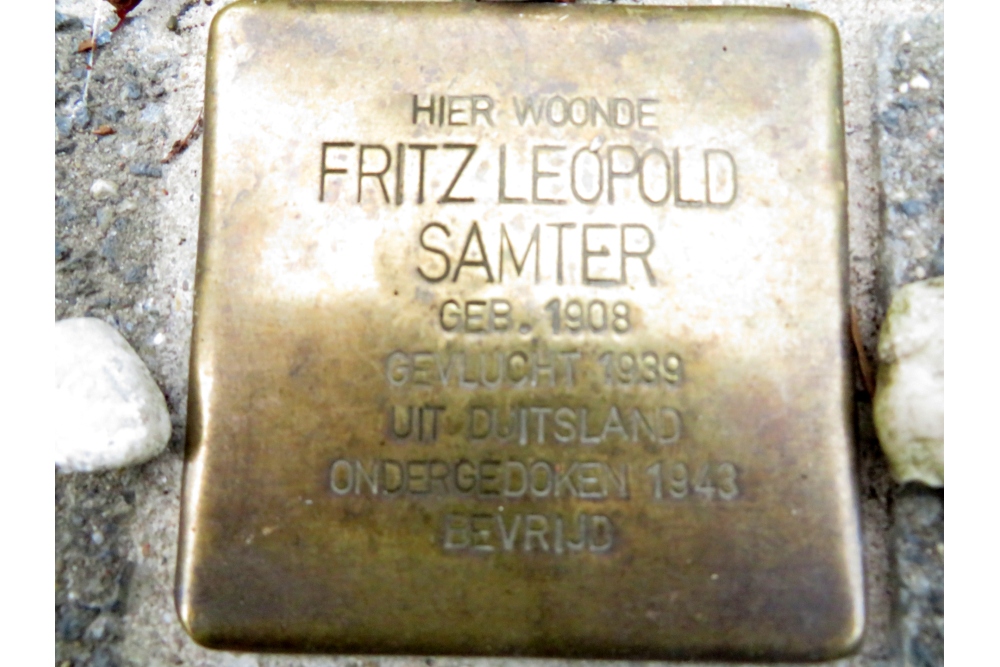 HIER WOONDE
FRITZ LEOPOLD
SAMTER
GEB. 1908
GEVLUCHT 1939
UIT DUITSLAND
ONDERGEDOKEN 1943
BEVRIJD